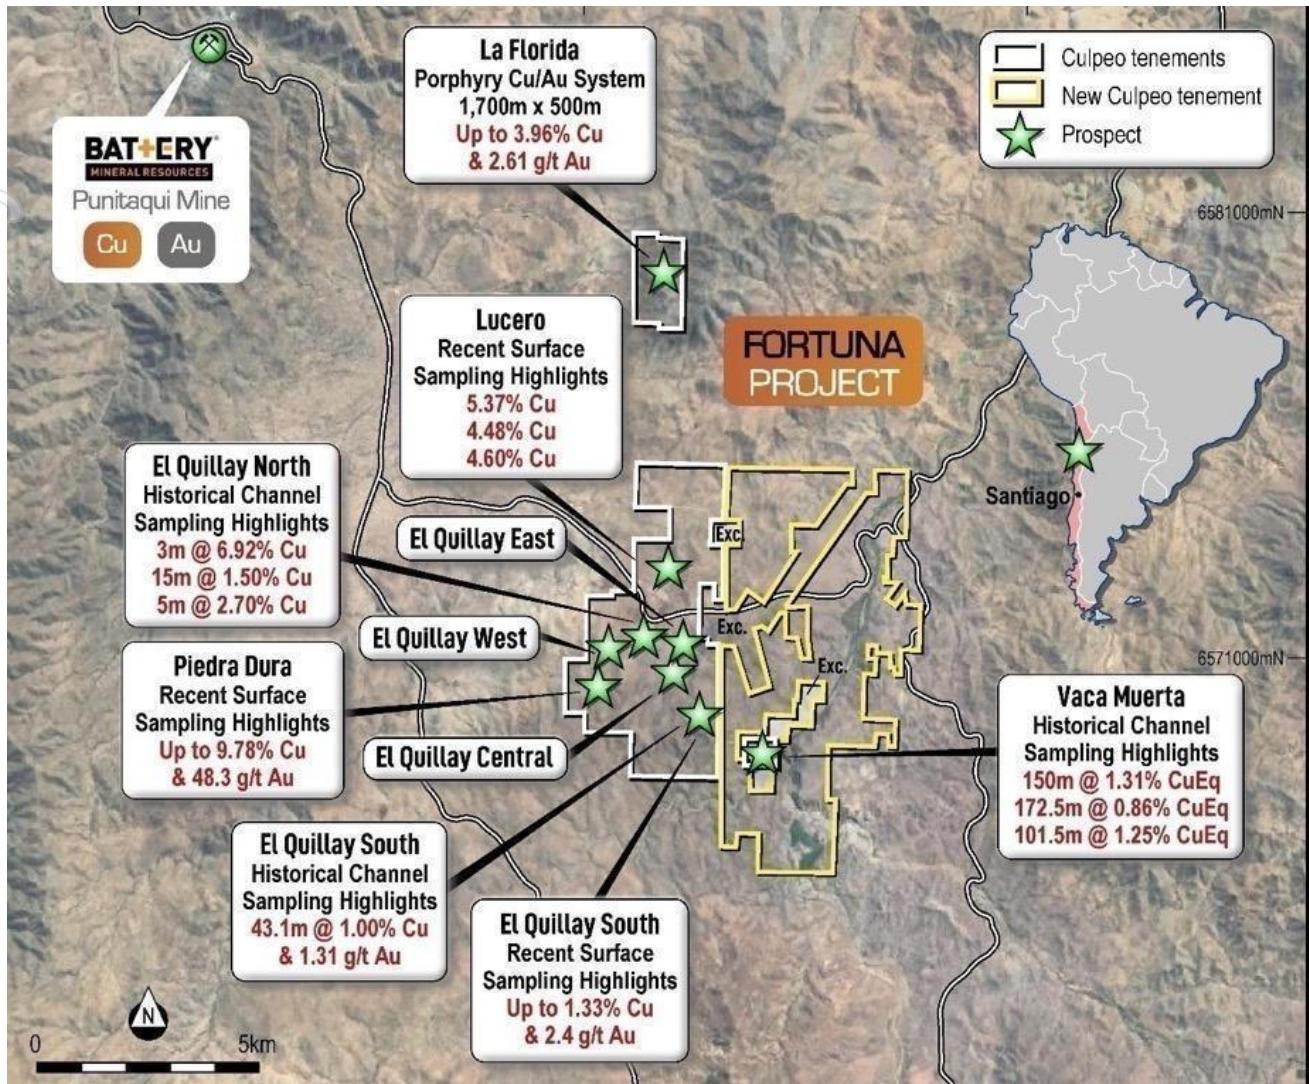 La Florida
Porphyry Cu/Au System
1,700m x 500m
Up to 3.96% Cu
& 2.61 g/t Au
Culpeo tenements
New Culpeo tenement
Prospect
BATTERY
MINERAL RESOURCES
Punitaqui Mine
Cu
Au
6581000mN
Lucero
Recent Surface
Sampling Highlights
5.37% Cu
4.48% Cu
4.60% Cu
FORTUNA
PROJECT
Santiago
El Quillay North
Historical Channel
Sampling Highlights
3m @ 6.92% Cu
15m @ 1.50% Cu
5m @ 2.70% Cu
El Quillay East
Exc.
El Quillay West
Exc.
Exc.
6571000mN
Piedra Dura
Recent Surface
Sampling Highlights
Up to 9.78% Cu
& 48.3 g/t Au
El Quillay Central
Vaca Muerta
Historical Channel
Sampling Highlights
150m @ 1.31% CuEq
172.5m @ 0.86% CuEq
101.5m @ 1.25% CuEq
El Quillay South
Historical Channel
Sampling Highlights
43.1m @ 1.00% Cu
& 1.31 g/t Au
El Quillay South
Recent Surface
Sampling Highlights
Up to 1.33% Cu
& 2.4 g/t Au
N
0
5km